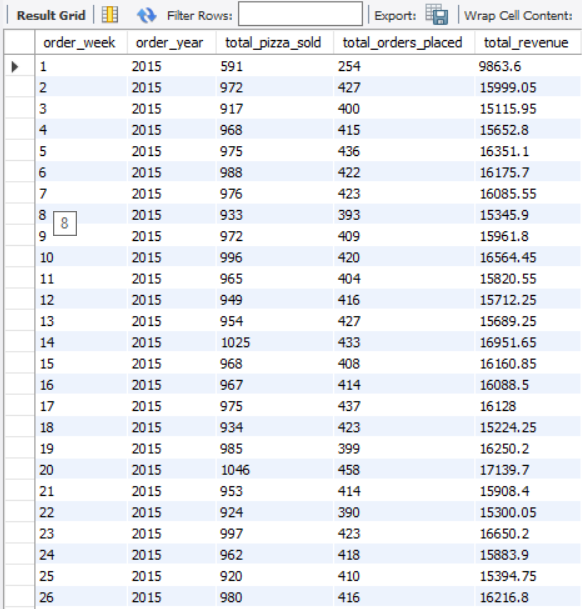 Result Grid Filter Rows: Export: Wrap Cell Content:
order_week order_year total_pizza_sold total_orders_placed total_revenue
1 2015 591 254 9863.6
2 2015 972 427 15999.05
3 2015 917 400 15115.95
4 2015 968 415 15652.8
5 2015 975 436 16351.1
6 2015 988 422 16175.7
7 2015 976 423 16085.55
8 2015 933 393 15345.9
8
9 2015 972 409 15961.8
10 2015 996 420 16564.45
11 2015 965 404 15820.55
12 2015 949 416 15712.25
13 2015 954 427 15689.25
14 2015 1025 433 16951.65
15 2015 968 408 16160.85
16 2015 967 414 16088.5
17 2015 975 437 16128
18 2015 934 423 15224.25
19 2015 985 399 16250.2
20 2015 1046 458 17139.7
21 2015 953 414 15908.4
22 2015 924 390 15300.05
23 2015 997 423 16650.2
24 2015 962 418 15883.9
25 2015 920 410 15394.75
26 2015 980 416 16216.8